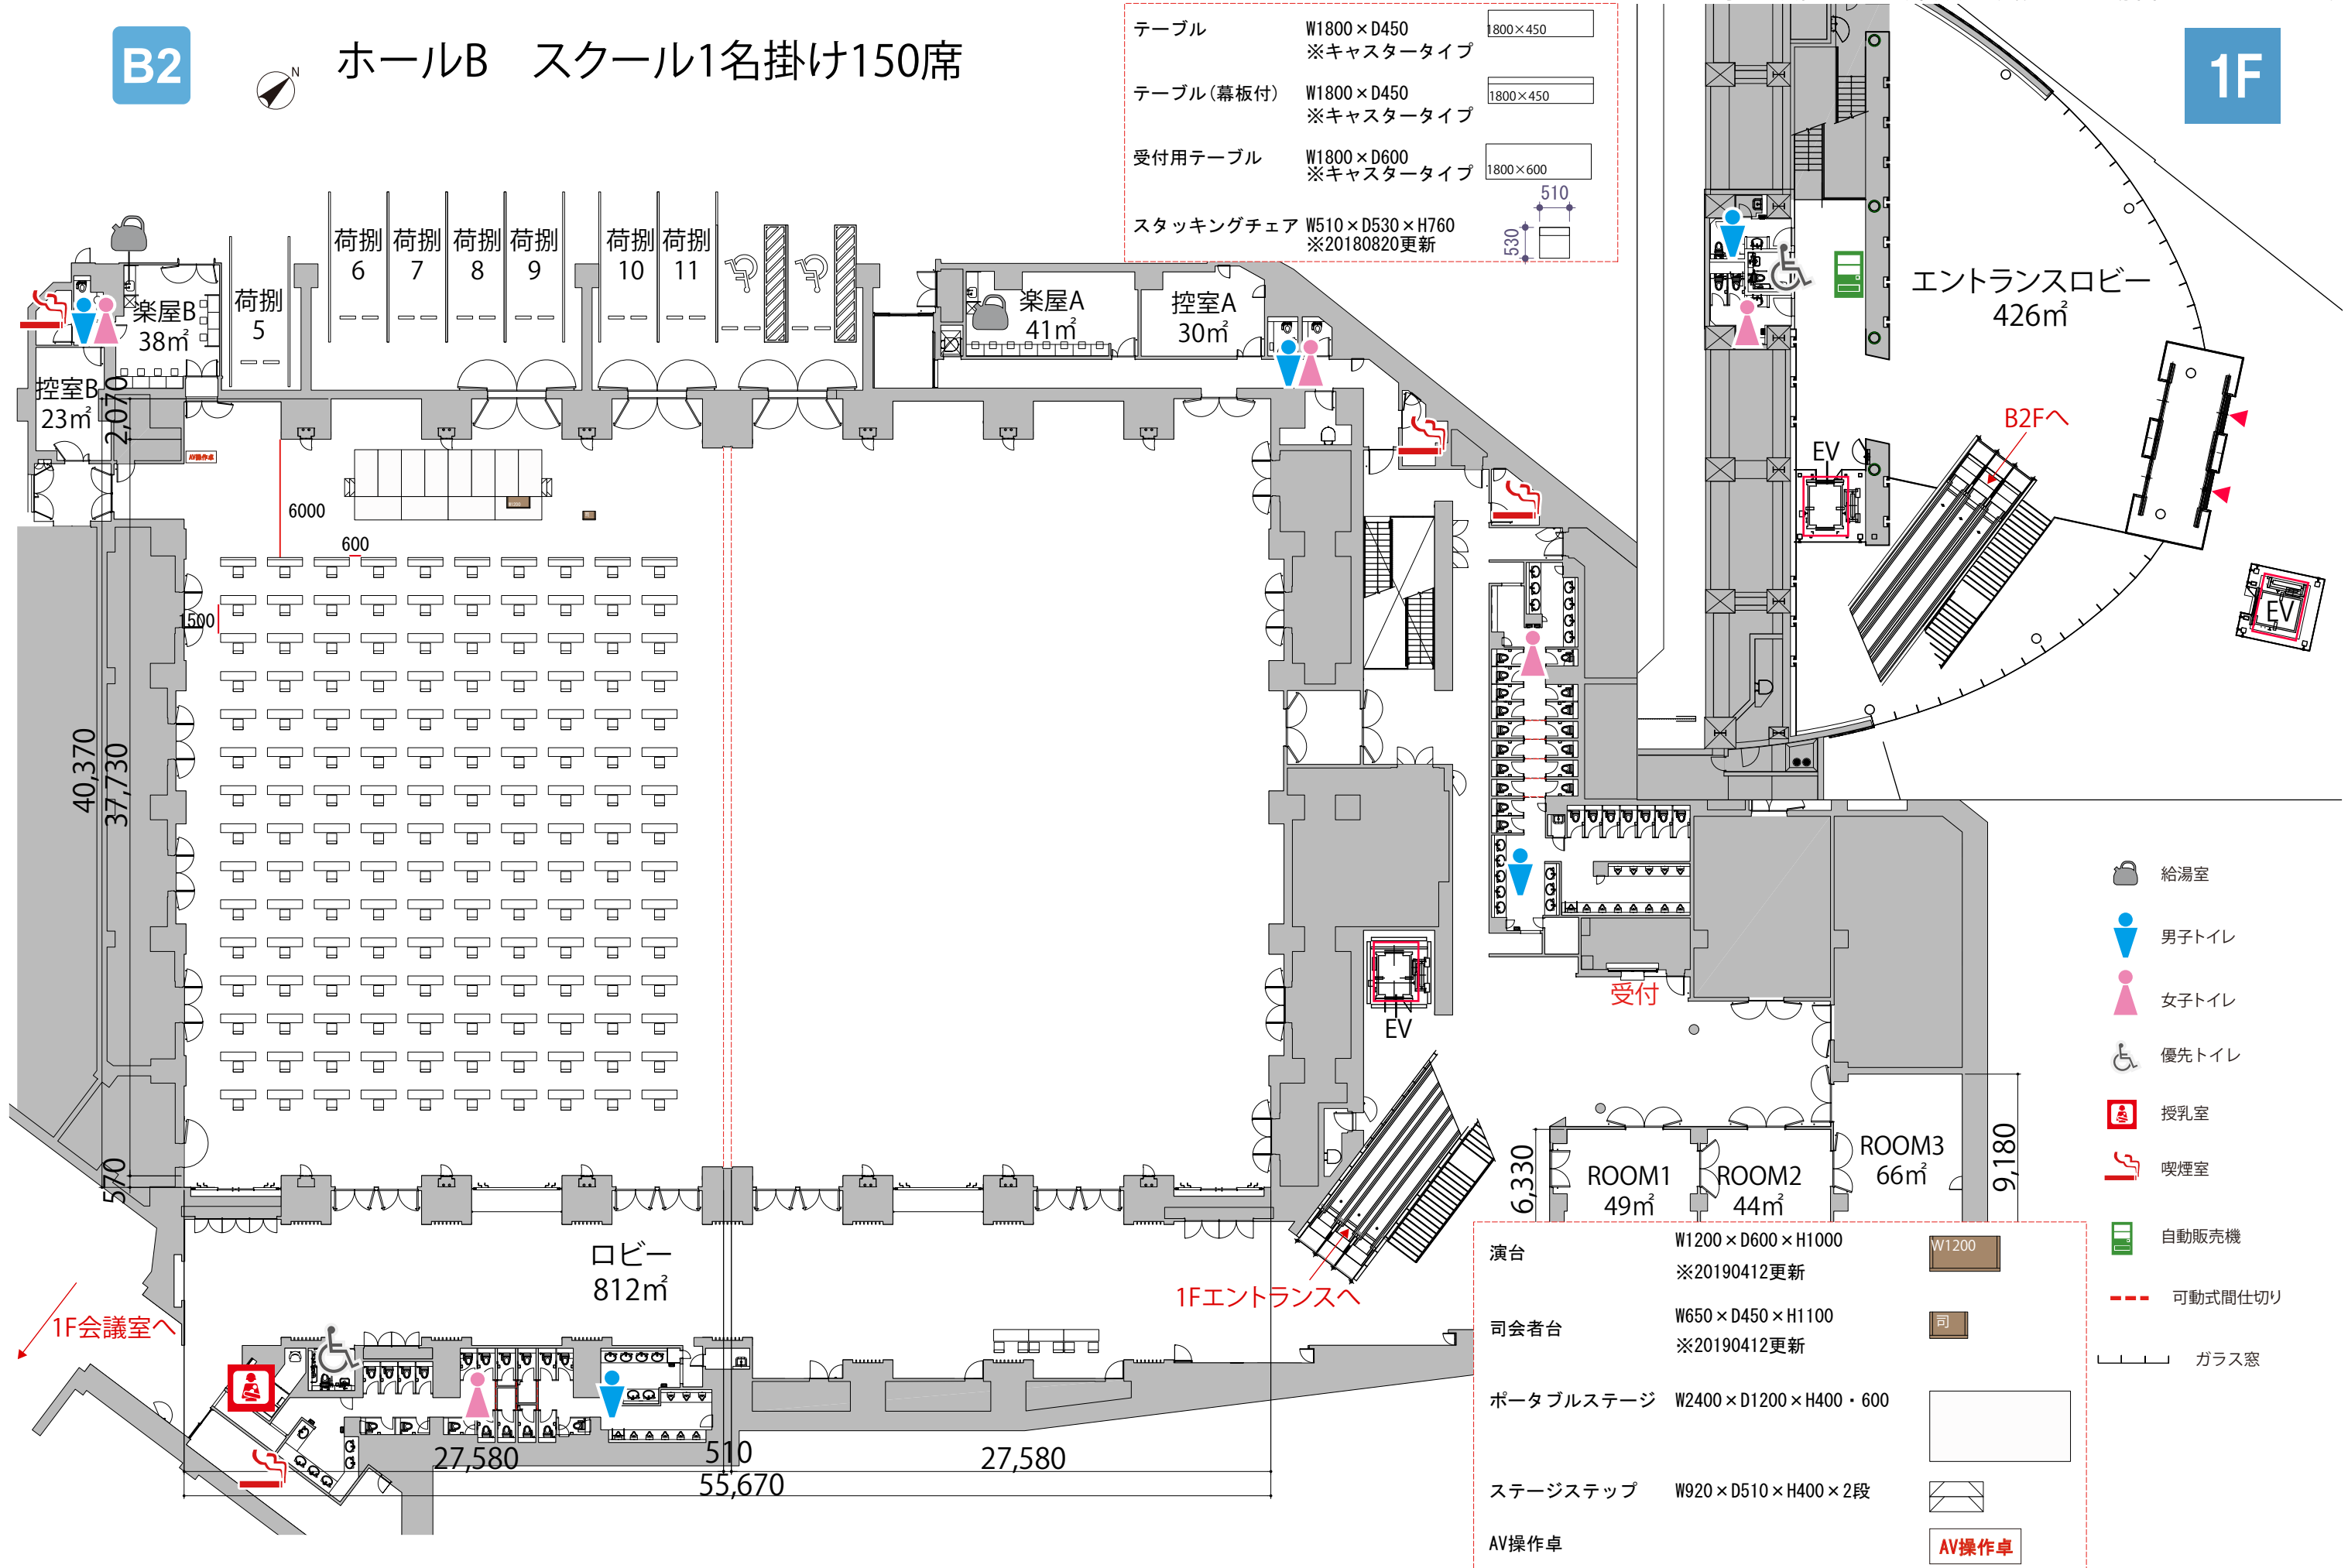 B2
N
ホールB　スクール1名掛け150席
テーブル W1800×D450 1800×450
※キャスタータイプ
テーブル(幕板付) W1800×D450 1800×450
※キャスタータイプ
受付用テーブル W1800×D600 1800×600
※キャスタータイプ
510
スタッキングチェア W510×D530×H760 530
※20180820更新
1F
エントランスロビー
426㎡
B2Fへ
EV
EV
荷捌
5
荷捌
6
荷捌
7
荷捌
8
荷捌
9
荷捌
10
荷捌
11
楽屋B
38㎡
控室B
23㎡
楽屋A
41㎡
控室A
30㎡
2,070
AV操作卓
6000
600
1500
40,370
37,730
570
EV
受付
ROOM1
49㎡
ROOM2
44㎡
ROOM3
66㎡
6,330
9,180
ロビー
812㎡
1Fエントランスへ
1F会議室へ
27,580
510
27,580
55,670
給湯室
男子トイレ
女子トイレ
優先トイレ
授乳室
喫煙室
自動販売機
可動式間仕切り
ガラス窓
演台 W1200×D600×H1000 W1200
※20190412更新
司会者台 W650×D450×H1100 司
※20190412更新
ポータブルステージ W2400×D1200×H400・600
ステージステップ W920×D510×H400×2段
AV操作卓 AV操作卓